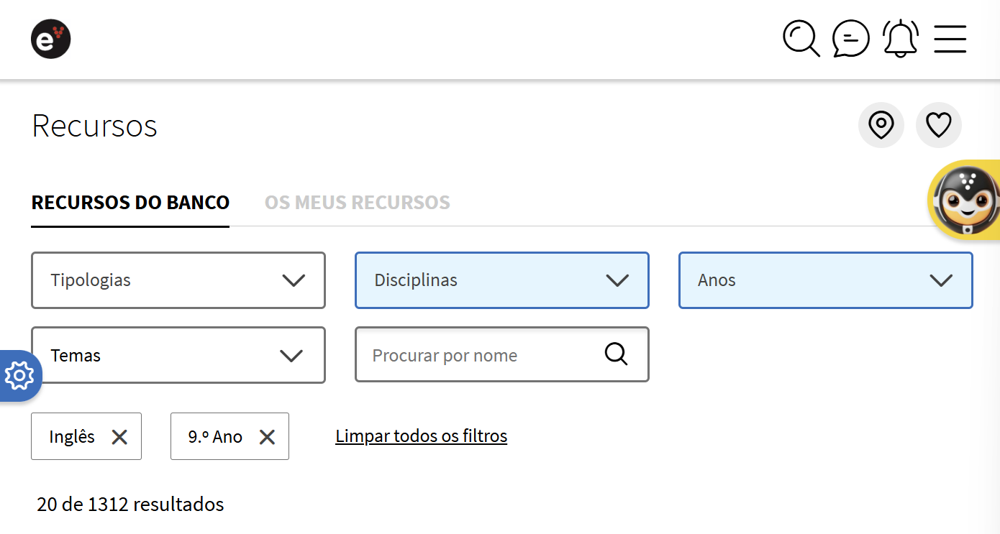 e
Recursos
RECURSOS DO BANCO OS MEUS RECURSOS
Tipologias Disciplinas Anos
Temas Procurar por nome
Inglês 9.º Ano Limpar todos os filtros
20 de 1312 resultados